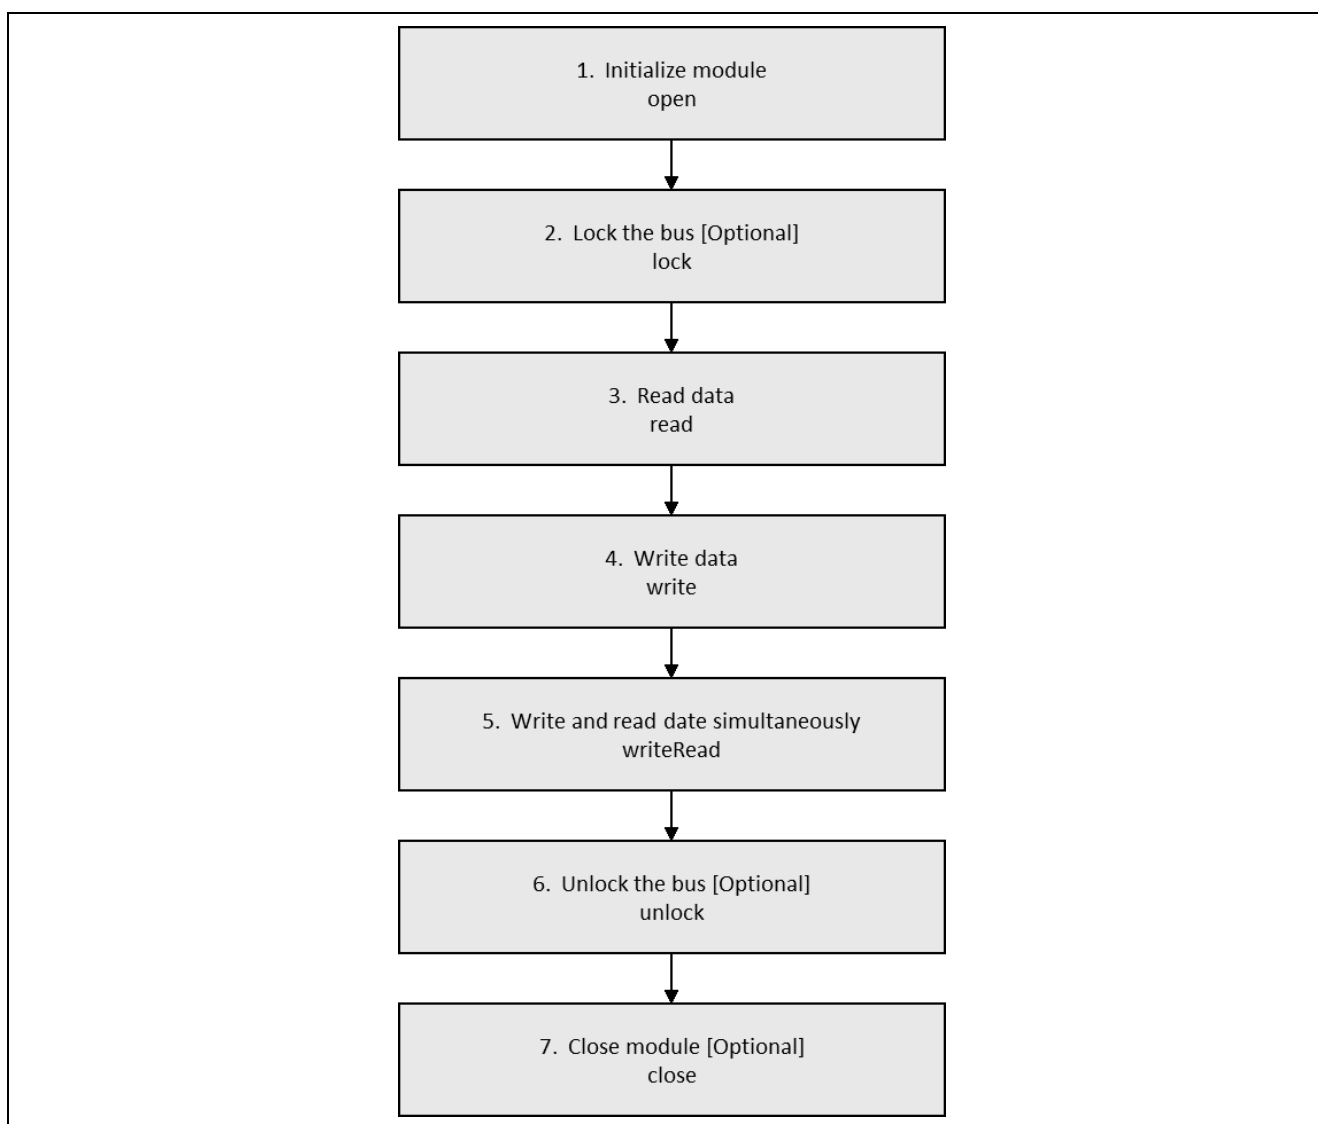 1. Initialize module
open
2. Lock the bus [Optional]
lock
3. Read data
read
4. Write data
write
5. Write and read date simultaneously
writeRead
6. Unlock the bus [Optional]
unlock
7. Close module [Optional]
close